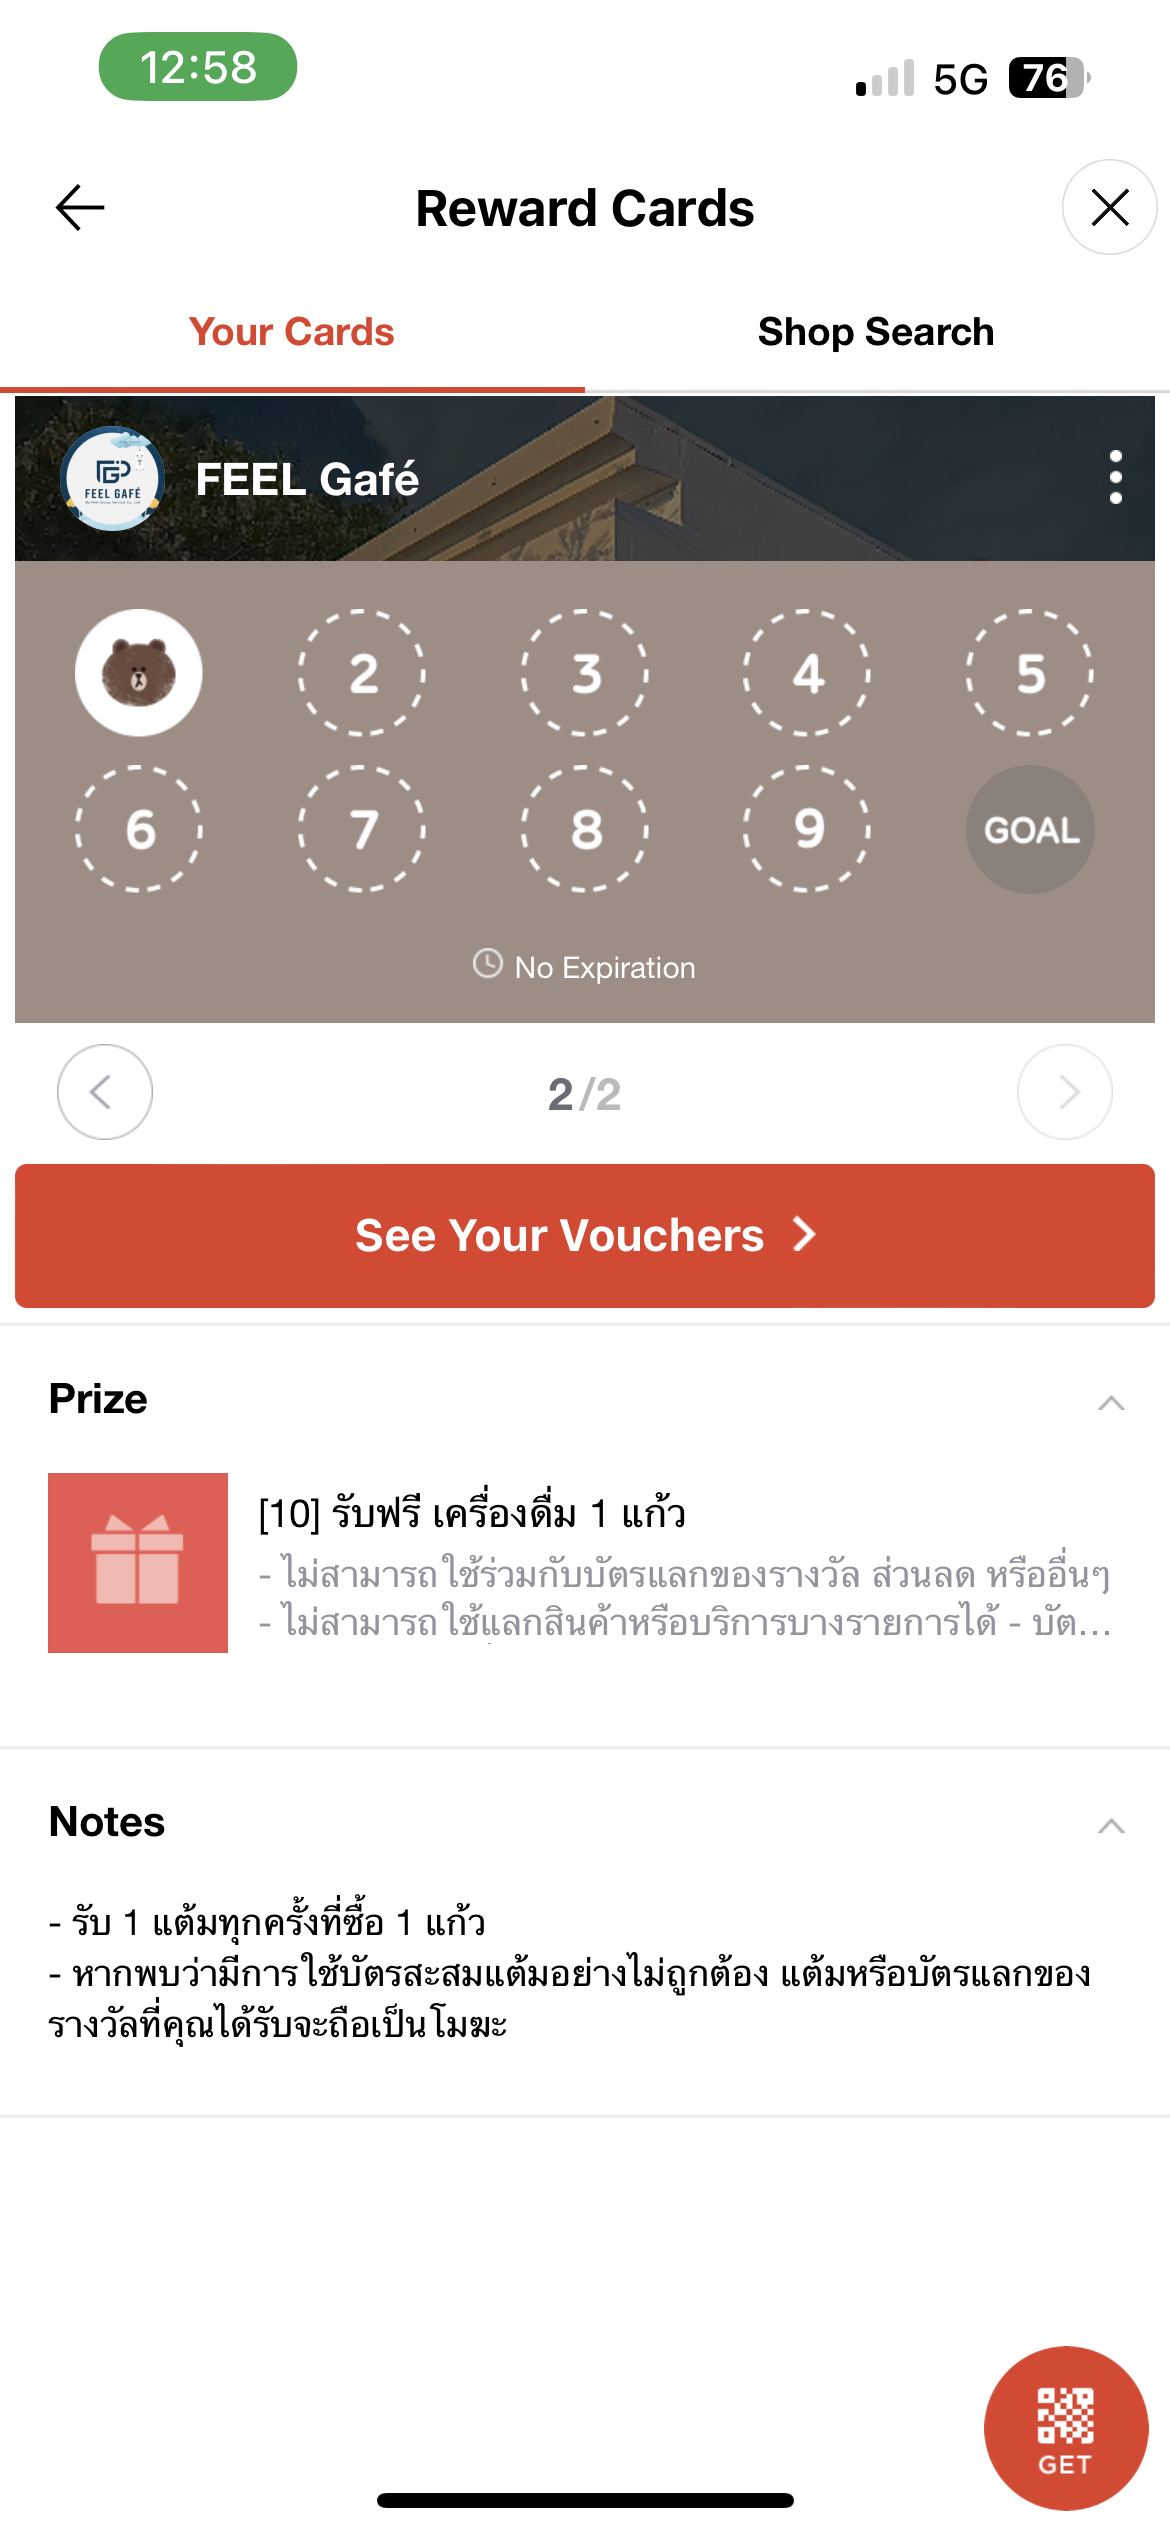 12:58
5G 76
Reward Cards
Your Cards
Shop Search
FEEL GAFÉ
FEEL Gafé
2 3 4 5
6 7 8 9 GOAL
No Expiration
2/2
See Your Vouchers
Prize
[10] รับฟรี เครื่องดื่ม 1 แก้ว
- ไม่สามารถใช้ร่วมกับบัตรแลกของรางวัล ส่วนลด หรืออื่นๆ
- ไม่สามารถใช้แลกสินค้าหรือบริการบางรายการได้ - บัต...
Notes
- รับ 1 แต้มทุกครั้งที่ซื้อ 1 แก้ว
- หากพบว่ามีการใช้บัตรสะสมแต้มอย่างไม่ถูกต้อง แต้มหรือบัตรแลกของ
รางวัลที่คุณได้รับจะถือเป็นโมฆะ
GET